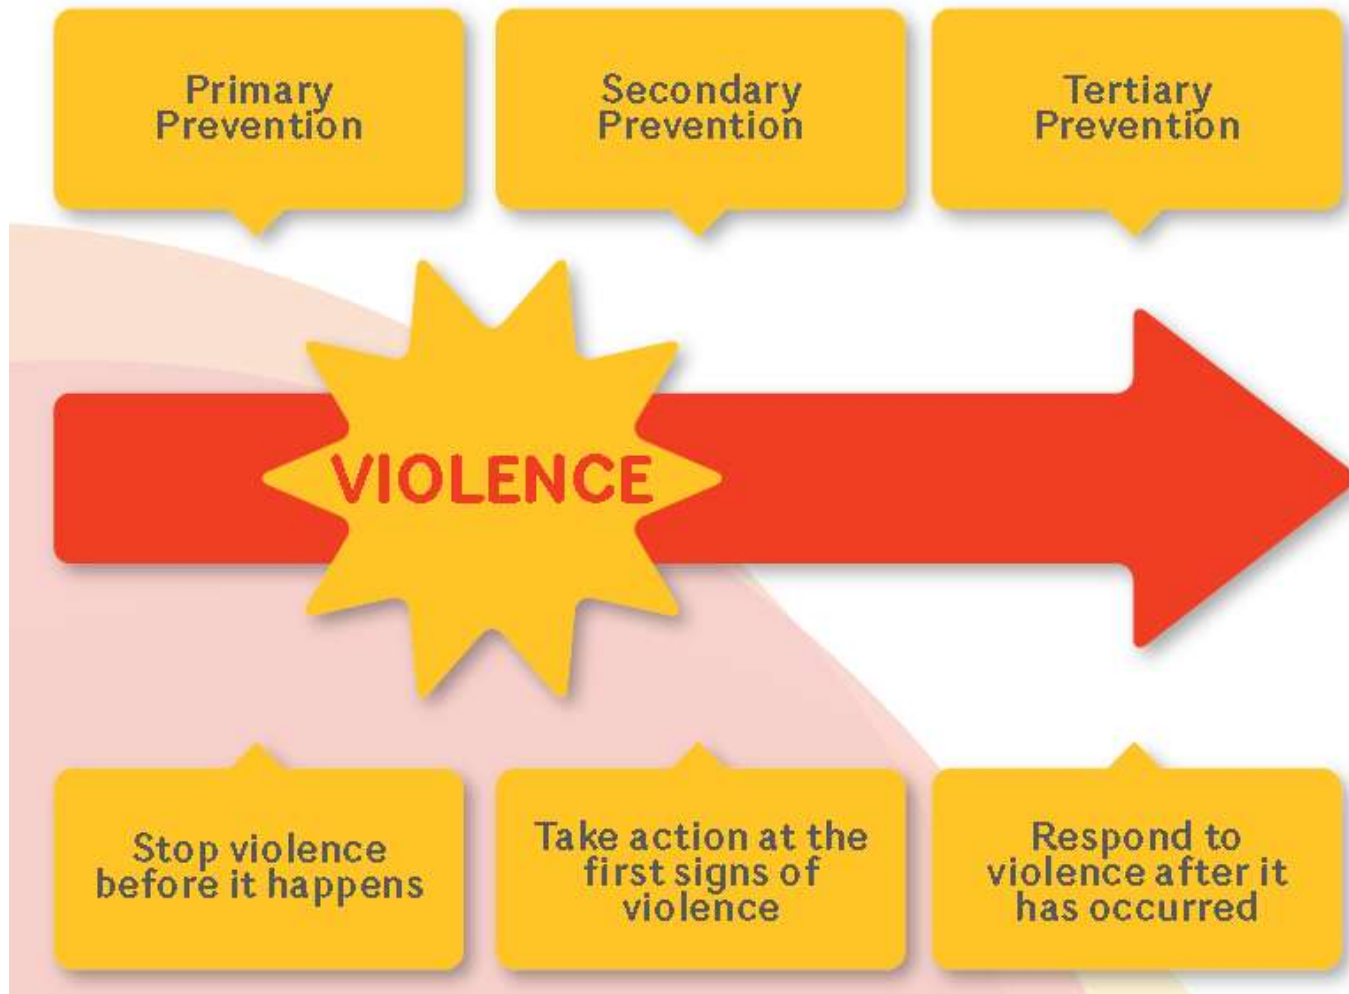 Primary
Prevention
Secondary
Prevention
Tertiary
Prevention
VIOLENCE
Stop violence
before it happens
Take action at the
first signs of
violence
Respond to
violence after it
has occurred